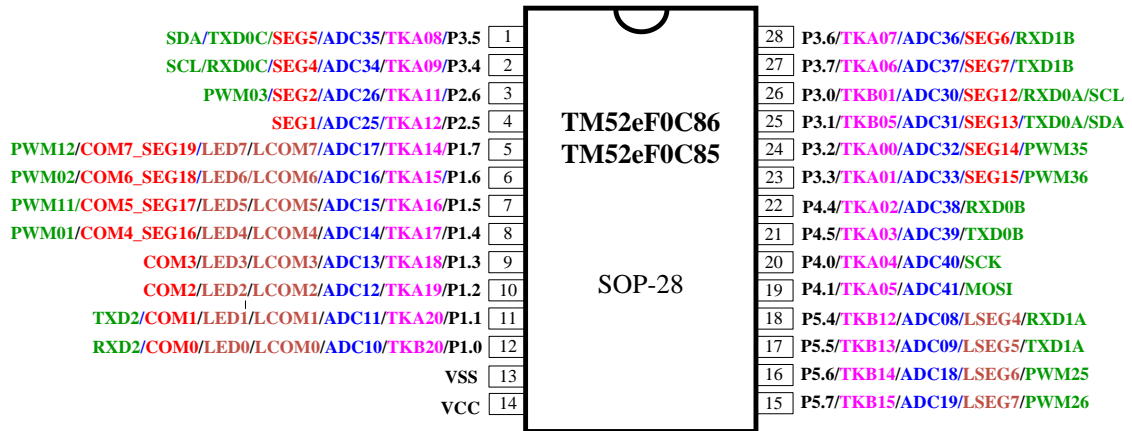 SDA/TXD0C/SEG5/ADC35/TKA08/P3.5 1
SCL/RXD0C/SEG4/ADC34/TKA09/P3.4 2
PWM03/SEG2/ADC26/TKA11/P2.6 3
SEG1/ADC25/TKA12/P2.5 4
PWM12/COM7_SEG19/LED7/LCOM7/ADC17/TKA14/P1.7 5
PWM02/COM6_SEG18/LED6/LCOM6/ADC16/TKA15/P1.6 6
PWM11/COM5_SEG17/LED5/LCOM5/ADC15/TKA16/P1.5 7
PWM01/COM4_SEG16/LED4/LCOM4/ADC14/TKA17/P1.4 8
COM3/LED3/LCOM3/ADC13/TKA18/P1.3 9
COM2/LED2/LCOM2/ADC12/TKA19/P1.2 10
TXD2/COM1/LED1/LCOM1/ADC11/TKA20/P1.1 11
RXD2/COM0/LED0/LCOM0/ADC10/TKB20/P1.0 12
VSS 13
VCC 14
TM52eF0C86
TM52eF0C85
SOP-28
28 P3.6/TKA07/ADC36/SEG6/RXD1B
27 P3.7/TKA06/ADC37/SEG7/TXD1B
26 P3.0/TKB01/ADC30/SEG12/RXD0A/SCL
25 P3.1/TKB05/ADC31/SEG13/TXD0A/SDA
24 P3.2/TKA00/ADC32/SEG14/PWM35
23 P3.3/TKA01/ADC33/SEG15/PWM36
22 P4.4/TKA02/ADC38/RXD0B
21 P4.5/TKA03/ADC39/TXD0B
20 P4.0/TKA04/ADC40/SCK
19 P4.1/TKA05/ADC41/MOSI
18 P5.4/TKB12/ADC08/LSEG4/RXD1A
17 P5.5/TKB13/ADC09/LSEG5/TXD1A
16 P5.6/TKB14/ADC18/LSEG6/PWM25
15 P5.7/TKB15/ADC19/LSEG7/PWM26